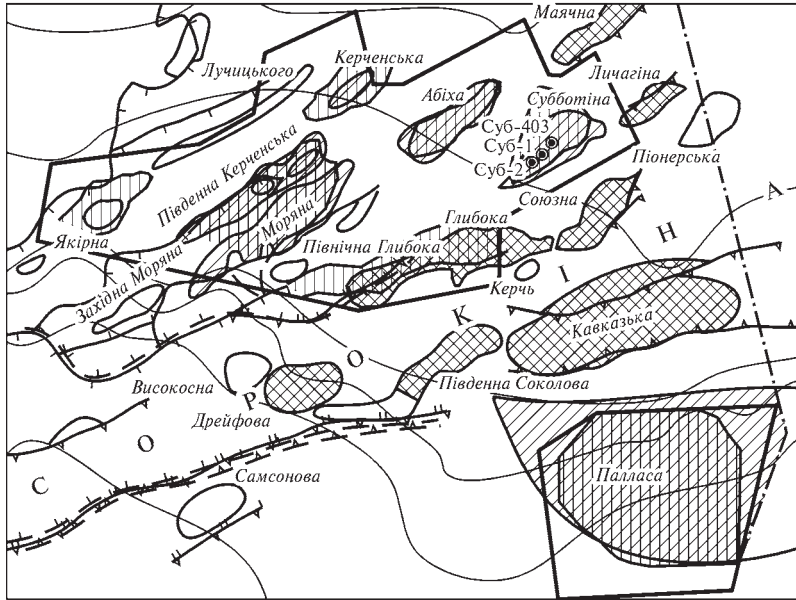 Маячна
Лучицького
Керченська
Абіха
Личагіна
Субботіна
Суб-403
Суб-1
Суб-2
Піонерська
Південна Керченська
Союзна
Якірна
Моряна
Глибока
Північна Глибока
Західна Моряна
Керчь
Кавказька
Високосна
Південна Соколова
Дрейфова
Самсонова
Палласа
С О Р О К І Н А